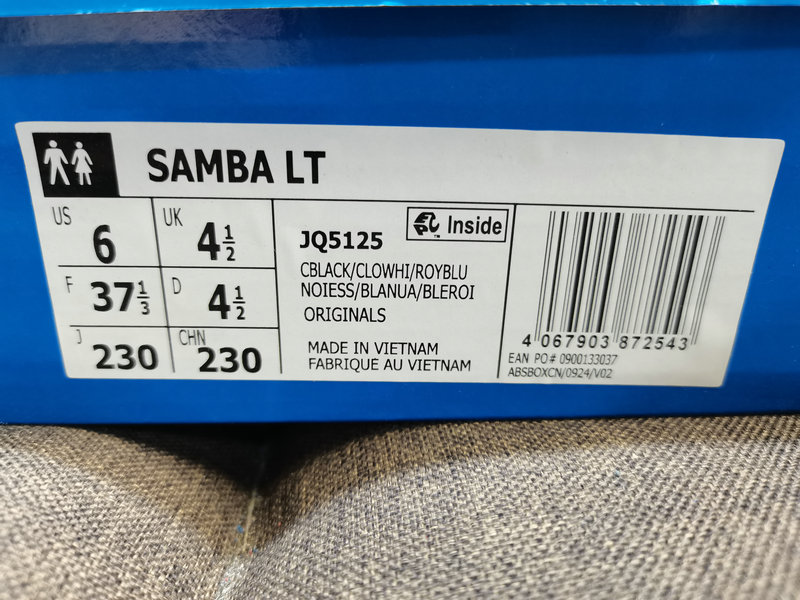 SAMBA LT
US 6 UK 4 1/2
F 37 1/3 D 4 1/2
J 230 CHN 230
Inside
JQ5125
CBLACK/CLOWHI/ROYBLU
NOIESS/BLANUA/BLEROI
ORIGINALS
MADE IN VIETNAM
FABRIQUE AU VIETNAM
4 067903 872543
EAN PO# 0900133037
ABSBOXCN/0924/V02